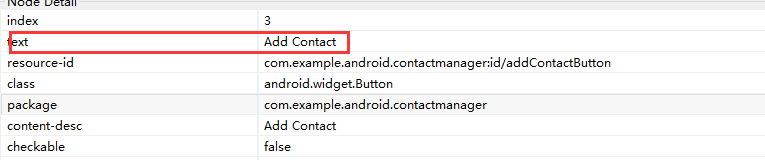 Node Detail
index 3
text Add Contact
resource-id com.example.android.contactmanager:id/addContactButton
class android.widget.Button
package com.example.android.contactmanager
content-desc Add Contact
checkable false